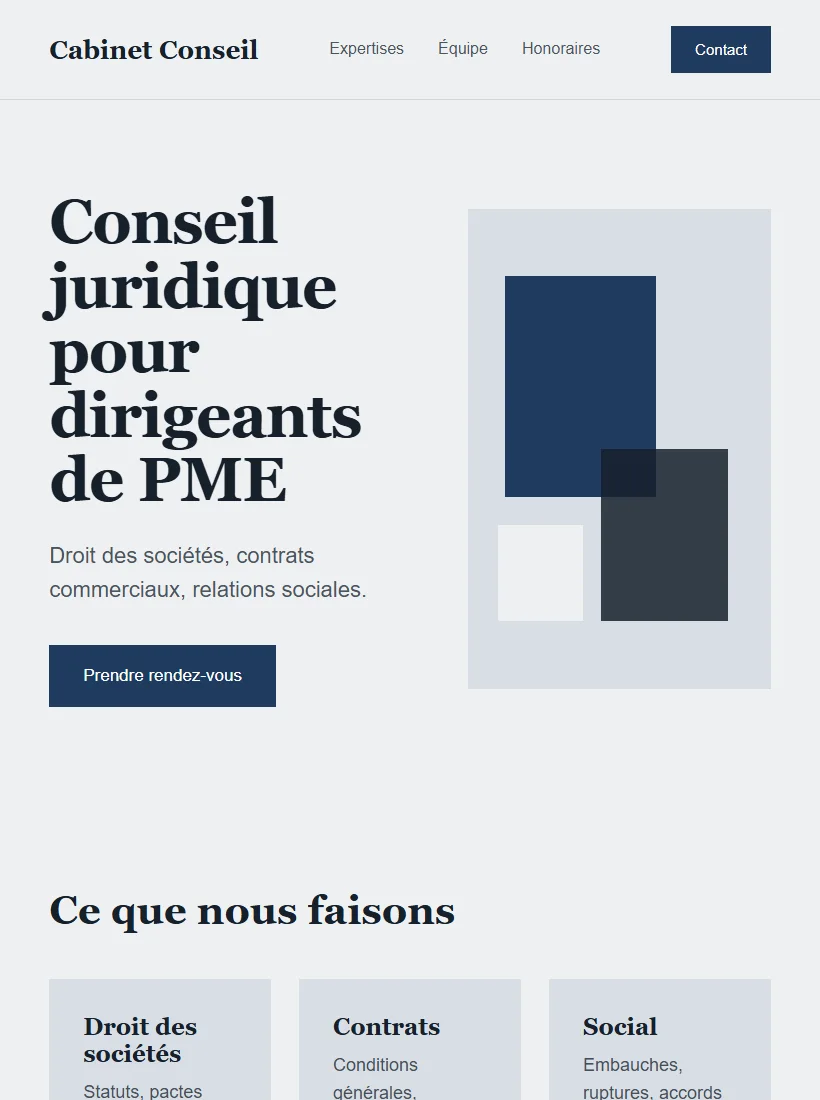 Cabinet Conseil
Expertises
Équipe
Honoraires
Contact
Conseil
juridique
pour
dirigeants
de PME
Droit des sociétés, contrats
commerciaux, relations sociales.
Prendre rendez-vous
Ce que nous faisons
Droit des
sociétés
Statuts, pactes
Contrats
Conditions
générales,
Social
Embauches,
ruptures, accords